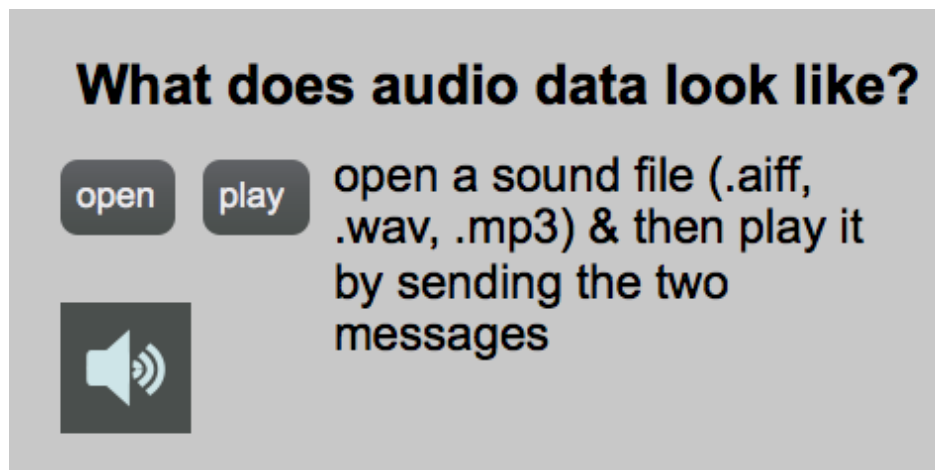 What does audio data look like?
open
play
open a sound file (.aiff,
.wav, .mp3) & then play it
by sending the two
messages